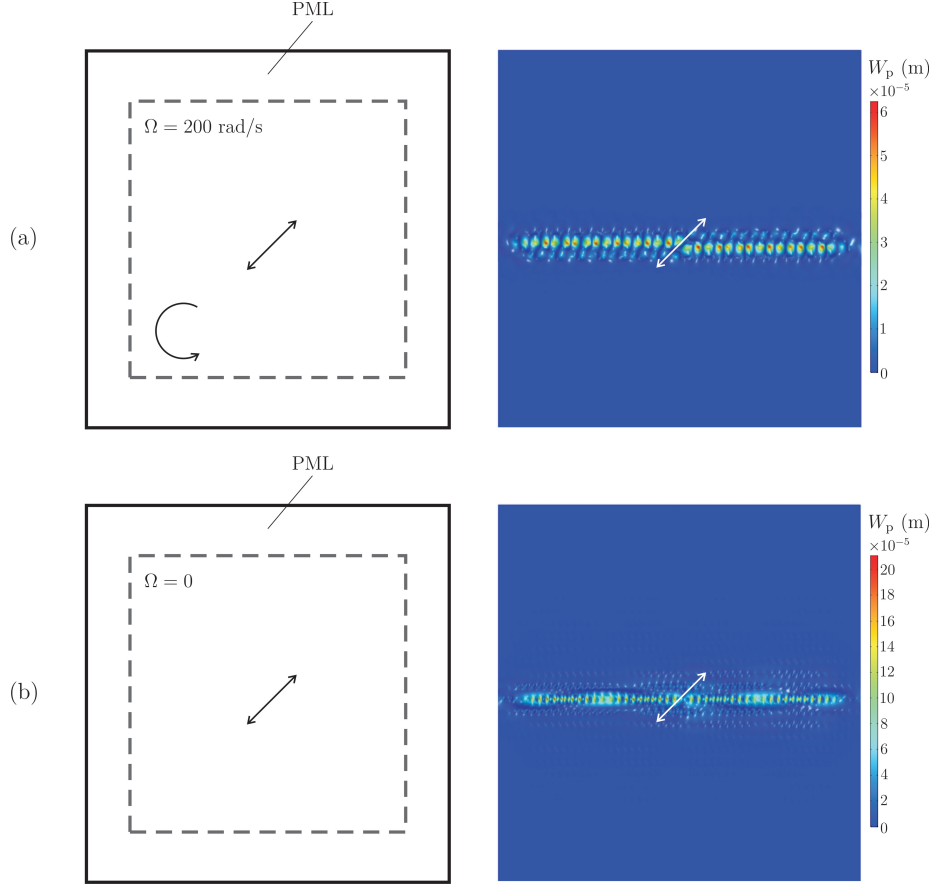 PML
Ω = 200 rad/s
(a)
W_p (m)
×10⁻⁵
6
5
4
3
2
1
0
PML
Ω = 0
(b)
W_p (m)
×10⁻⁵
20
18
16
14
12
10
8
6
4
2
0